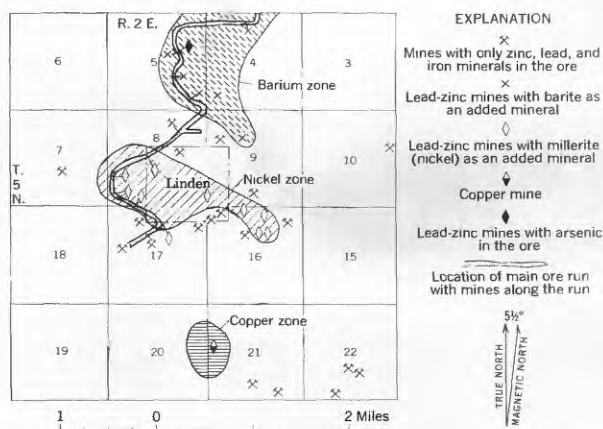 R. 2 E.
6
5
4
3
Barium zone
7
8
9
10
T.
5
N.
Linden
Nickel zone
18
17
16
15
Copper zone
19
20
21
22
1 0 2 Miles
EXPLANATION
Mines with only zinc, lead, and
iron minerals in the ore
Lead-zinc mines with barite as
an added mineral
Lead-zinc mines with millerite
(nickel) as an added mineral
Copper mine
Lead-zinc mines with arsenic
in the ore
Location of main ore run
with mines along the run
5½°
TRUE NORTH
MAGNETIC NORTH